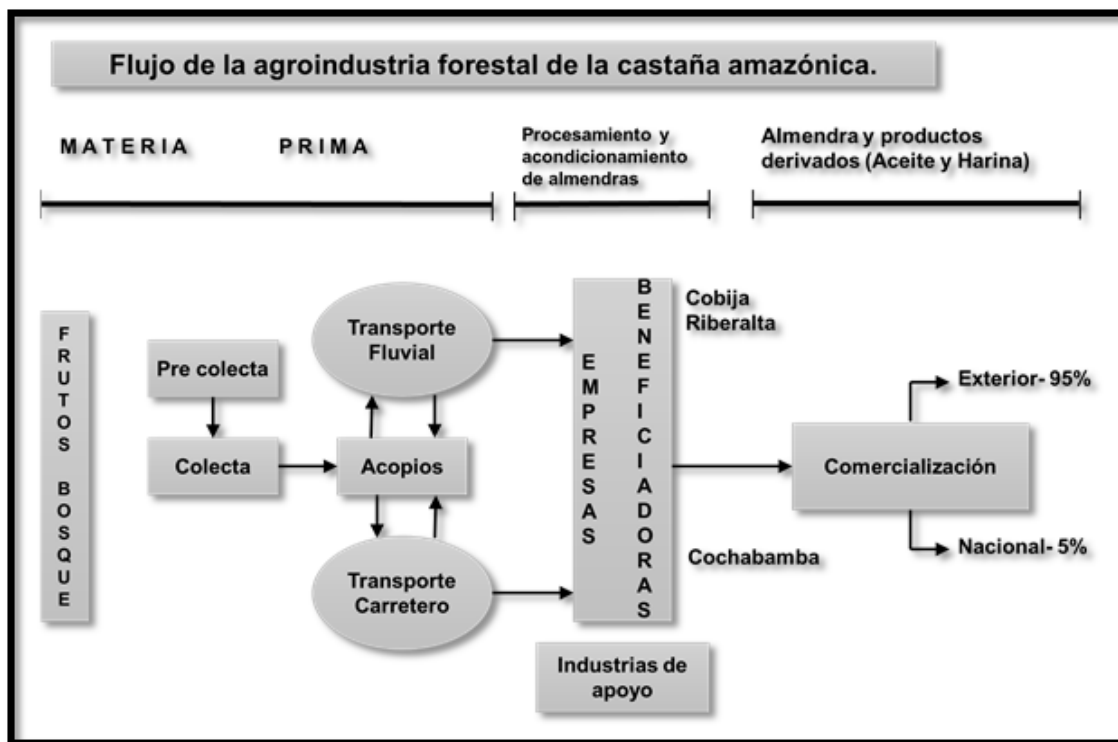 Flujo de la agroindustria forestal de la castaña amazónica.
MATERIA PRIMA
Procesamiento y
acondicionamiento
de almendras
Almendra y productos
derivados (Aceite y Harina)
FRUTOS BOSQUE
Pre colecta
Colecta
Transporte
Fluvial
Acopios
Transporte
Carretero
EMPRESAS
BENEFICIADORAS
Cobija
Riberalta
Cochabamba
Industrias de
apoyo
Comercialización
Exterior- 95%
Nacional- 5%